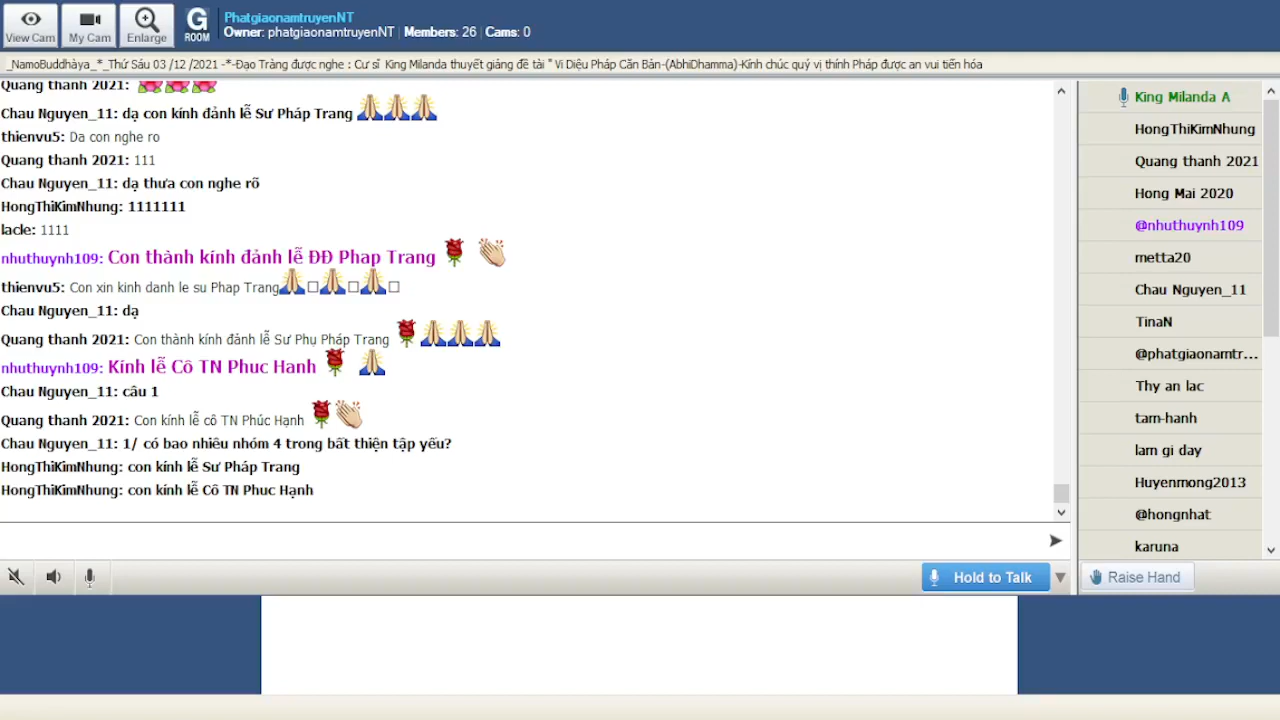 View Cam
My Cam
Enlarge
G
ROOM
PhatgiaonamtruyenNT
Owner: phatgiaonamtruyenNT | Members: 26 | Cams: 0
_NamoBuddhàya_*_Thứ Sáu 03 /12 /2021 -*-Đạo Tràng được nghe : Cư sĩ King Milanda thuyết giảng đề tài " Vi Diệu Pháp Căn Bản-(AbhiDhamma)-Kính chúc quý vị thính Pháp được an vui tiến hóa
Quang thanh 2021:
Chau Nguyen_11: dạ con kính đảnh lễ Sư Pháp Trang
thienvu5: Da con nghe ro
Quang thanh 2021: 111
Chau Nguyen_11: dạ thưa con nghe rõ
HongThiKimNhung: 1111111
lacle: 1111
nhuthuynh109: Con thành kính đảnh lễ ĐĐ Phap Trang
thienvu5: Con xin kinh danh le su Phap Trang
Chau Nguyen_11: dạ
Quang thanh 2021: Con thành kính đảnh lễ Sư Phụ Pháp Trang
nhuthuynh109: Kính lễ Cô TN Phuc Hanh
Chau Nguyen_11: câu 1
Quang thanh 2021: Con kính lễ cô TN Phúc Hạnh
Chau Nguyen_11: 1/ có bao nhiêu nhóm 4 trong bất thiện tập yếu?
HongThiKimNhung: con kính lễ Sư Pháp Trang
HongThiKimNhung: con kính lễ Cô TN Phuc Hạnh
King Milanda A
HongThiKimNhung
Quang thanh 2021
Hong Mai 2020
@nhuthuynh109
metta20
Chau Nguyen_11
TinaN
@phatgiaonamtr...
Thy an lac
tam-hanh
lam gi day
Huyenmong2013
@hongnhat
karuna
Hold to Talk
Raise Hand